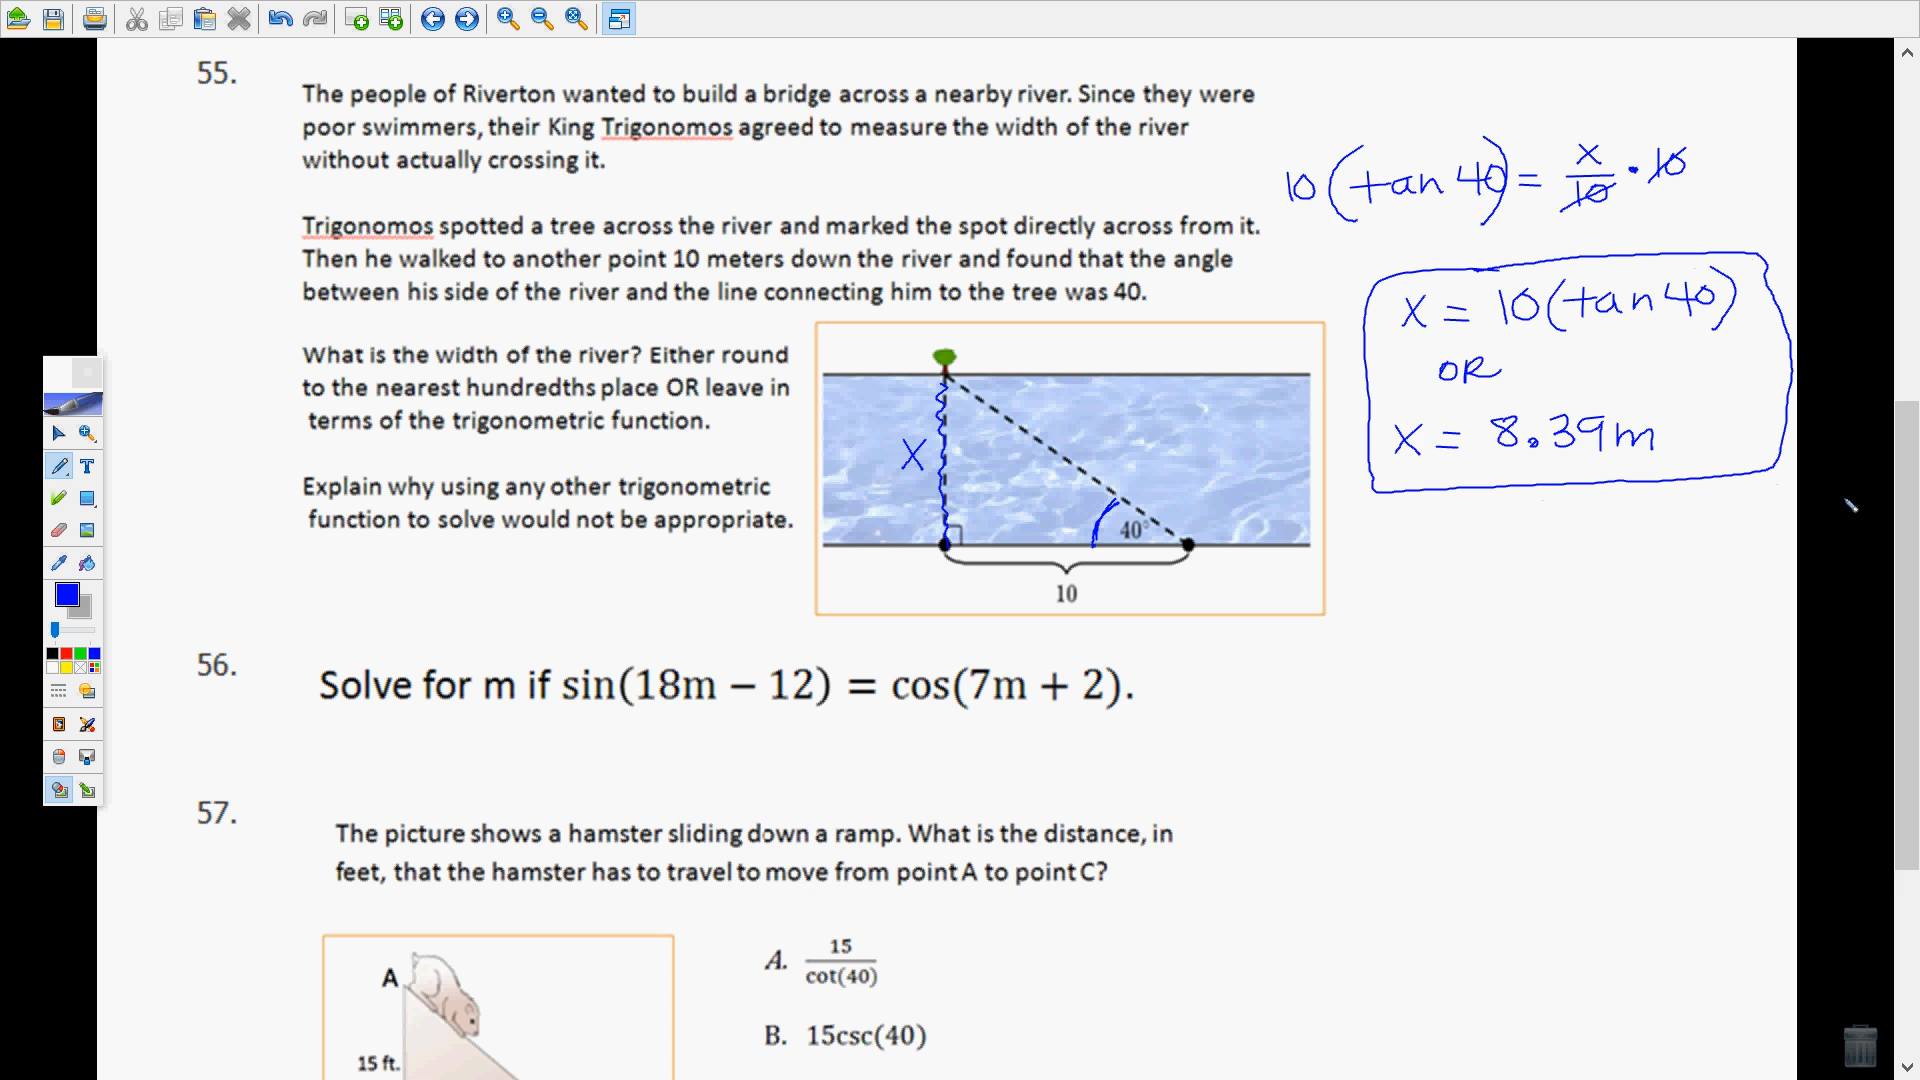 55.
The people of Riverton wanted to build a bridge across a nearby river. Since they were
poor swimmers, their King Trigonomos agreed to measure the width of the river
without actually crossing it.
Trigonomos spotted a tree across the river and marked the spot directly across from it.
Then he walked to another point 10 meters down the river and found that the angle
between his side of the river and the line connecting him to the tree was 40.
What is the width of the river? Either round
to the nearest hundredths place OR leave in
terms of the trigonometric function.
Explain why using any other trigonometric
function to solve would not be appropriate.
X
40°
10
10(tan 40) = x/10 · 10
x = 10(tan 40)
OR
x = 8.39m
56.
Solve for m if sin(18m − 12) = cos(7m + 2).
57.
The picture shows a hamster sliding down a ramp. What is the distance, in
feet, that the hamster has to travel to move from point A to point C?
A
15 ft.
A. 15/cot(40)
B. 15csc(40)